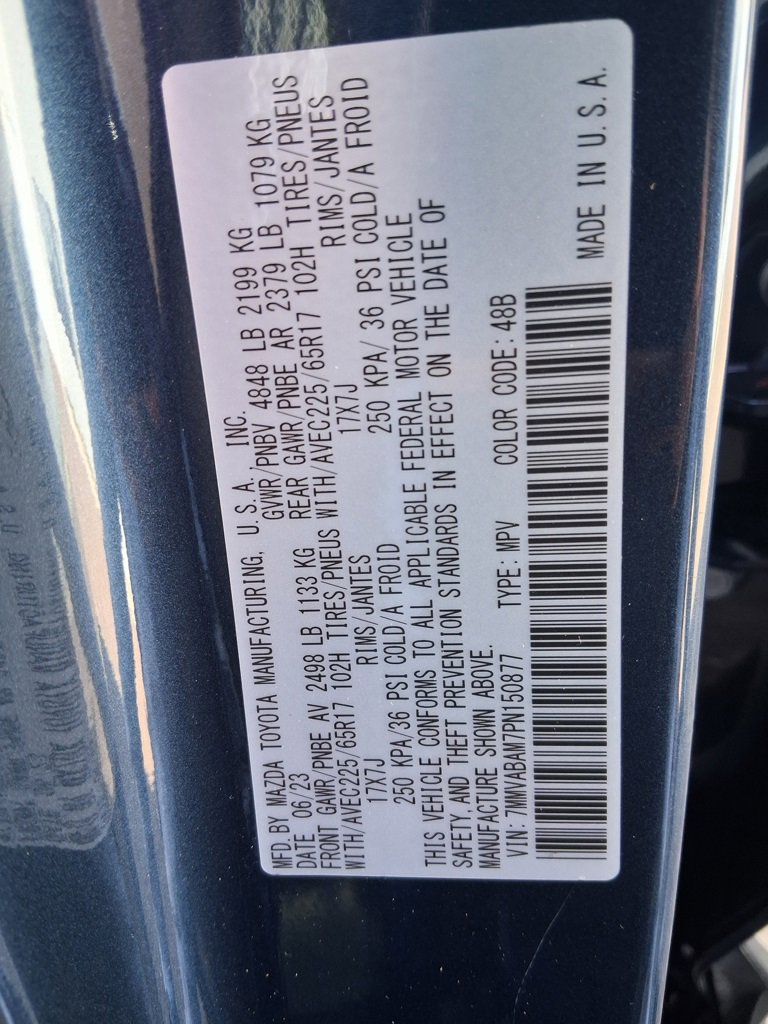 MFD. BY MAZDA TOYOTA MANUFACTURING, U.S.A., INC.
DATE 06/23 GVWR/PNBV 4848 LB 2199 KG
FRONT GAWR/PNBE AV 2498 LB 1133 KG REAR GAWR/PNBE AR 2379 LB 1079 KG
WITH/AVEC225/65R17 102H TIRES/PNEUS WITH/AVEC225/65R17 102H TIRES/PNEUS
17X7J RIMS/JANTES 17X7J RIMS/JANTES
250 KPA/36 PSI COLD/A FROID 250 KPA/ 36 PSI COLD/A FROID
THIS VEHICLE CONFORMS TO ALL APPLICABLE FEDERAL MOTOR VEHICLE
SAFETY, AND THEFT PREVENTION STANDARDS IN EFFECT ON THE DATE OF
MANUFACTURE SHOWN ABOVE.
VIN: 7MMVABAM7PN150877 TYPE: MPV COLOR CODE: 48B
MADE IN U.S.A.